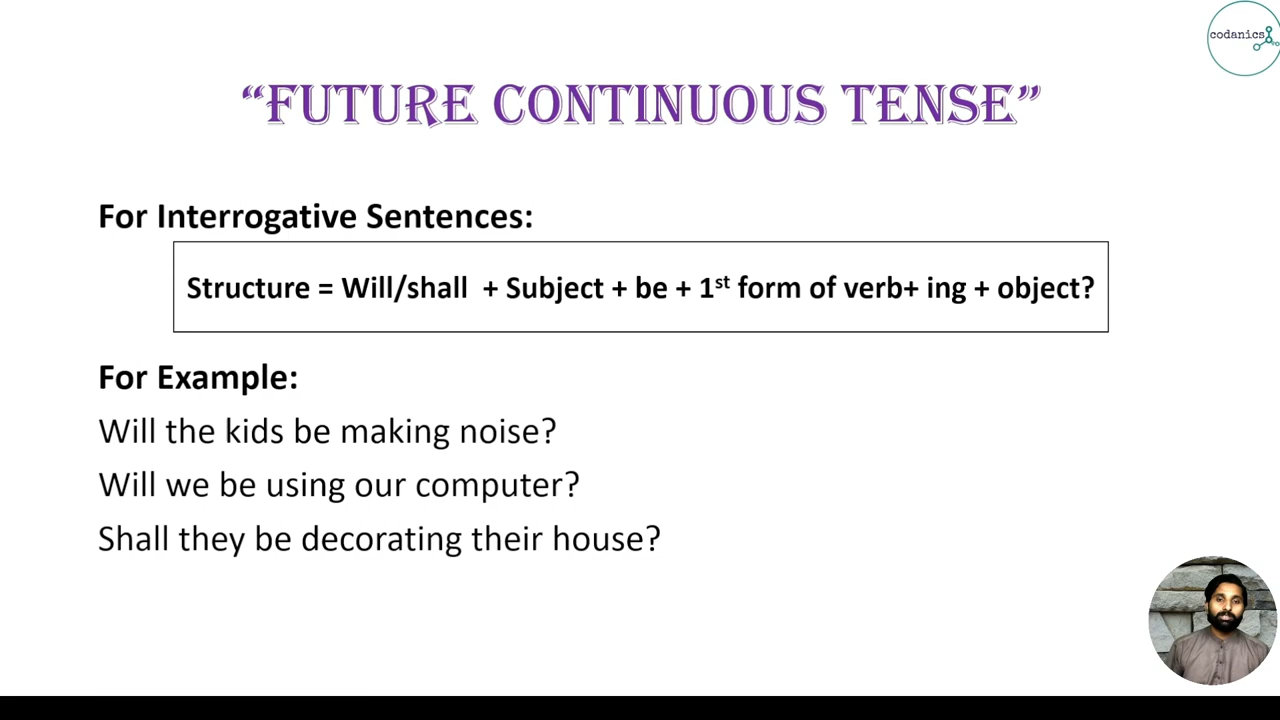 codanics
“FUTURE CONTINUOUS TENSE”
For Interrogative Sentences:
Structure = Will/shall + Subject + be + 1st form of verb+ ing + object?
For Example:
Will the kids be making noise?
Will we be using our computer?
Shall they be decorating their house?